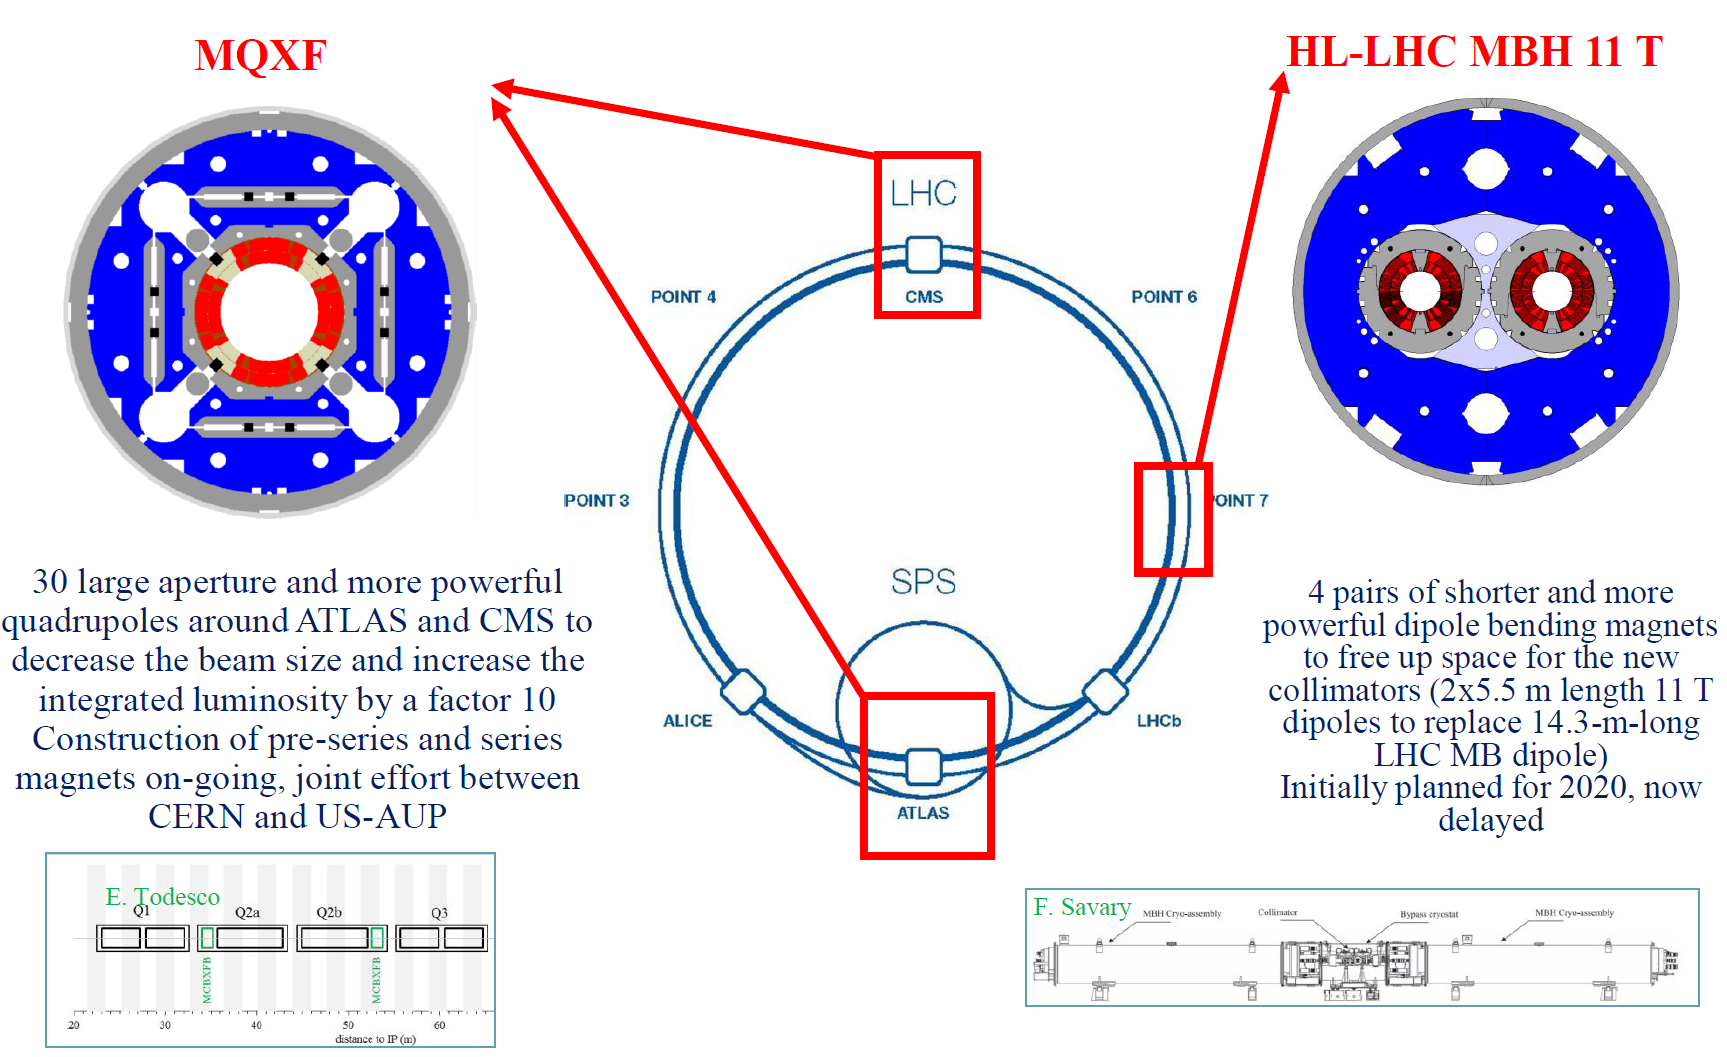 MQXF
HL-LHC MBH 11 T
LHC
CMS
POINT 4
POINT 6
POINT 3
POINT 7
SPS
ALICE
LHCb
ATLAS
30 large aperture and more powerful
quadrupoles around ATLAS and CMS to
decrease the beam size and increase the
integrated luminosity by a factor 10
Construction of pre-series and series
magnets on-going, joint effort between
CERN and US-AUP
4 pairs of shorter and more
powerful dipole bending magnets
to free up space for the new
collimators (2x5.5 m length 11 T
dipoles to replace 14.3-m-long
LHC MB dipole)
Initially planned for 2020, now
delayed
E. Todesco
Q1 Q2a Q2b Q3
MCBXFB MCBXFB
20 30 40 50 60
distance to IP (m)
F. Savary
MBH Cryo-assembly Collimator Bypass cryostat MBH Cryo-assembly